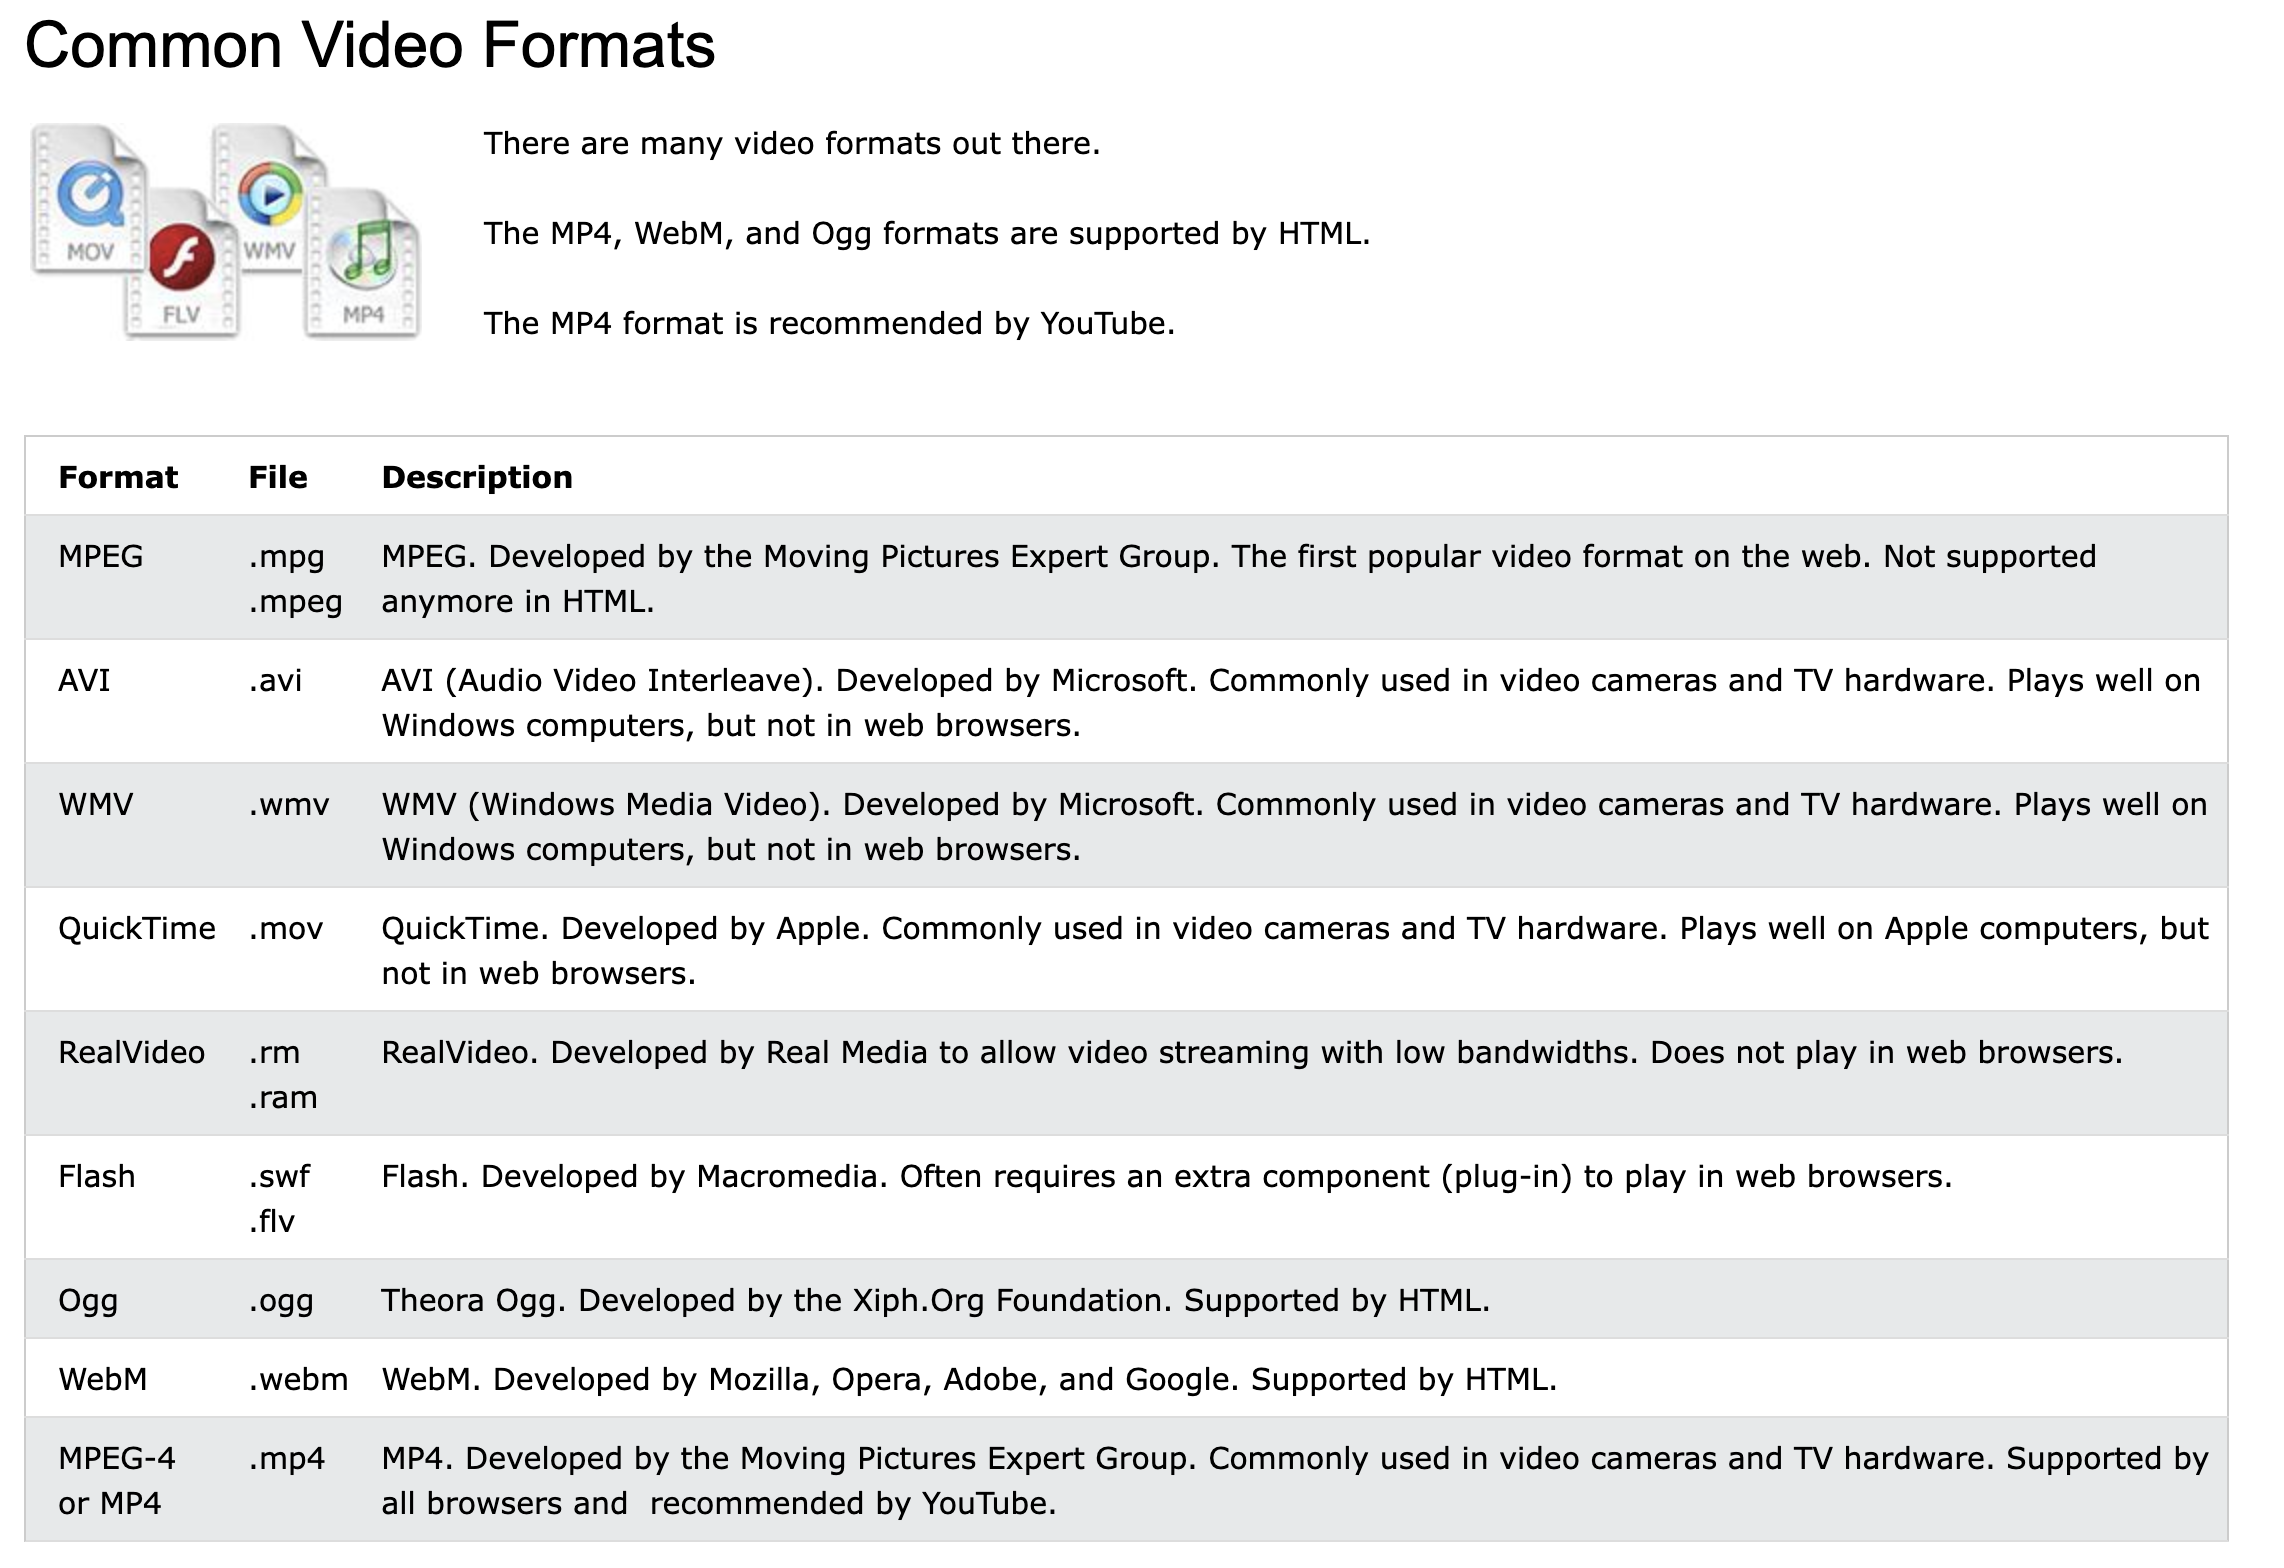 Common Video Formats
MOV
FLV
WMV
MP4
There are many video formats out there.
The MP4, WebM, and Ogg formats are supported by HTML.
The MP4 format is recommended by YouTube.
Format File Description
MPEG .mpg MPEG. Developed by the Moving Pictures Expert Group. The first popular video format on the web. Not supported
.mpeg anymore in HTML.
AVI .avi AVI (Audio Video Interleave). Developed by Microsoft. Commonly used in video cameras and TV hardware. Plays well on
Windows computers, but not in web browsers.
WMV .wmv WMV (Windows Media Video). Developed by Microsoft. Commonly used in video cameras and TV hardware. Plays well on
Windows computers, but not in web browsers.
QuickTime .mov QuickTime. Developed by Apple. Commonly used in video cameras and TV hardware. Plays well on Apple computers, but
not in web browsers.
RealVideo .rm RealVideo. Developed by Real Media to allow video streaming with low bandwidths. Does not play in web browsers.
.ram
Flash .swf Flash. Developed by Macromedia. Often requires an extra component (plug-in) to play in web browsers.
.flv
Ogg .ogg Theora Ogg. Developed by the Xiph.Org Foundation. Supported by HTML.
WebM .webm WebM. Developed by Mozilla, Opera, Adobe, and Google. Supported by HTML.
MPEG-4 .mp4 MP4. Developed by the Moving Pictures Expert Group. Commonly used in video cameras and TV hardware. Supported by
or MP4 all browsers and  recommended by YouTube.